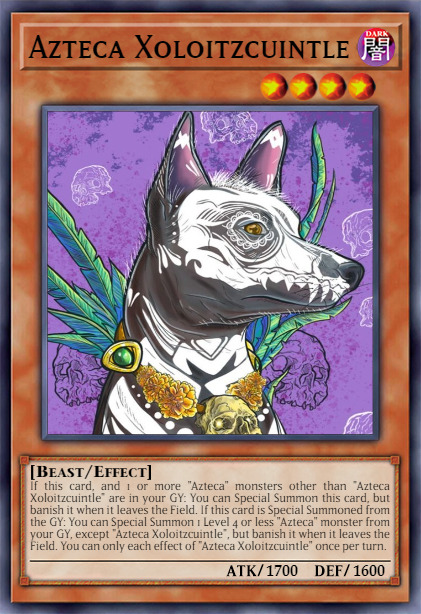 Azteca Xoloitzcuintle
DARK
闇
[Beast/Effect]
If this card, and 1 or more "Azteca" monsters other than "Azteca
Xoloitzcuintle" are in your GY: You can Special Summon this card, but
banish it when it leaves the Field. If this card is Special Summoned from
the GY: You can Special Summon 1 Level 4 or less "Azteca" monster from
your GY, except "Azteca Xoloitzcuintle", but banish it when it leaves the
Field. You can only each effect of "Azteca Xoloitzcuintle" once per turn.
ATK/1700 DEF/1600